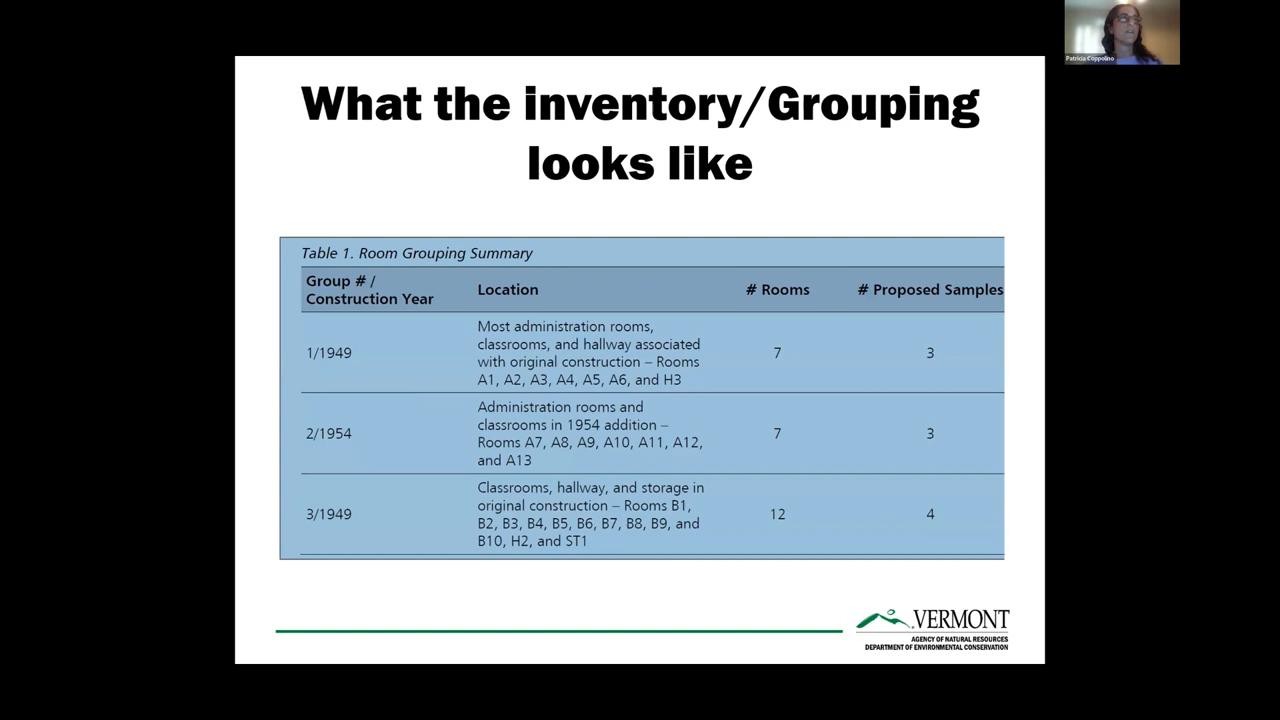 Patricia Coppolino
What the inventory/Grouping
looks like
Table 1. Room Grouping Summary
Group # /
Construction Year
Location
# Rooms
# Proposed Samples
1/1949
Most administration rooms,
classrooms, and hallway associated
with original construction – Rooms
A1, A2, A3, A4, A5, A6, and H3
7
3
2/1954
Administration rooms and
classrooms in 1954 addition –
Rooms A7, A8, A9, A10, A11, A12,
and A13
7
3
3/1949
Classrooms, hallway, and storage in
original construction – Rooms B1,
B2, B3, B4, B5, B6, B7, B8, B9, and
B10, H2, and ST1
12
4
VERMONT
AGENCY OF NATURAL RESOURCES
DEPARTMENT OF ENVIRONMENTAL CONSERVATION